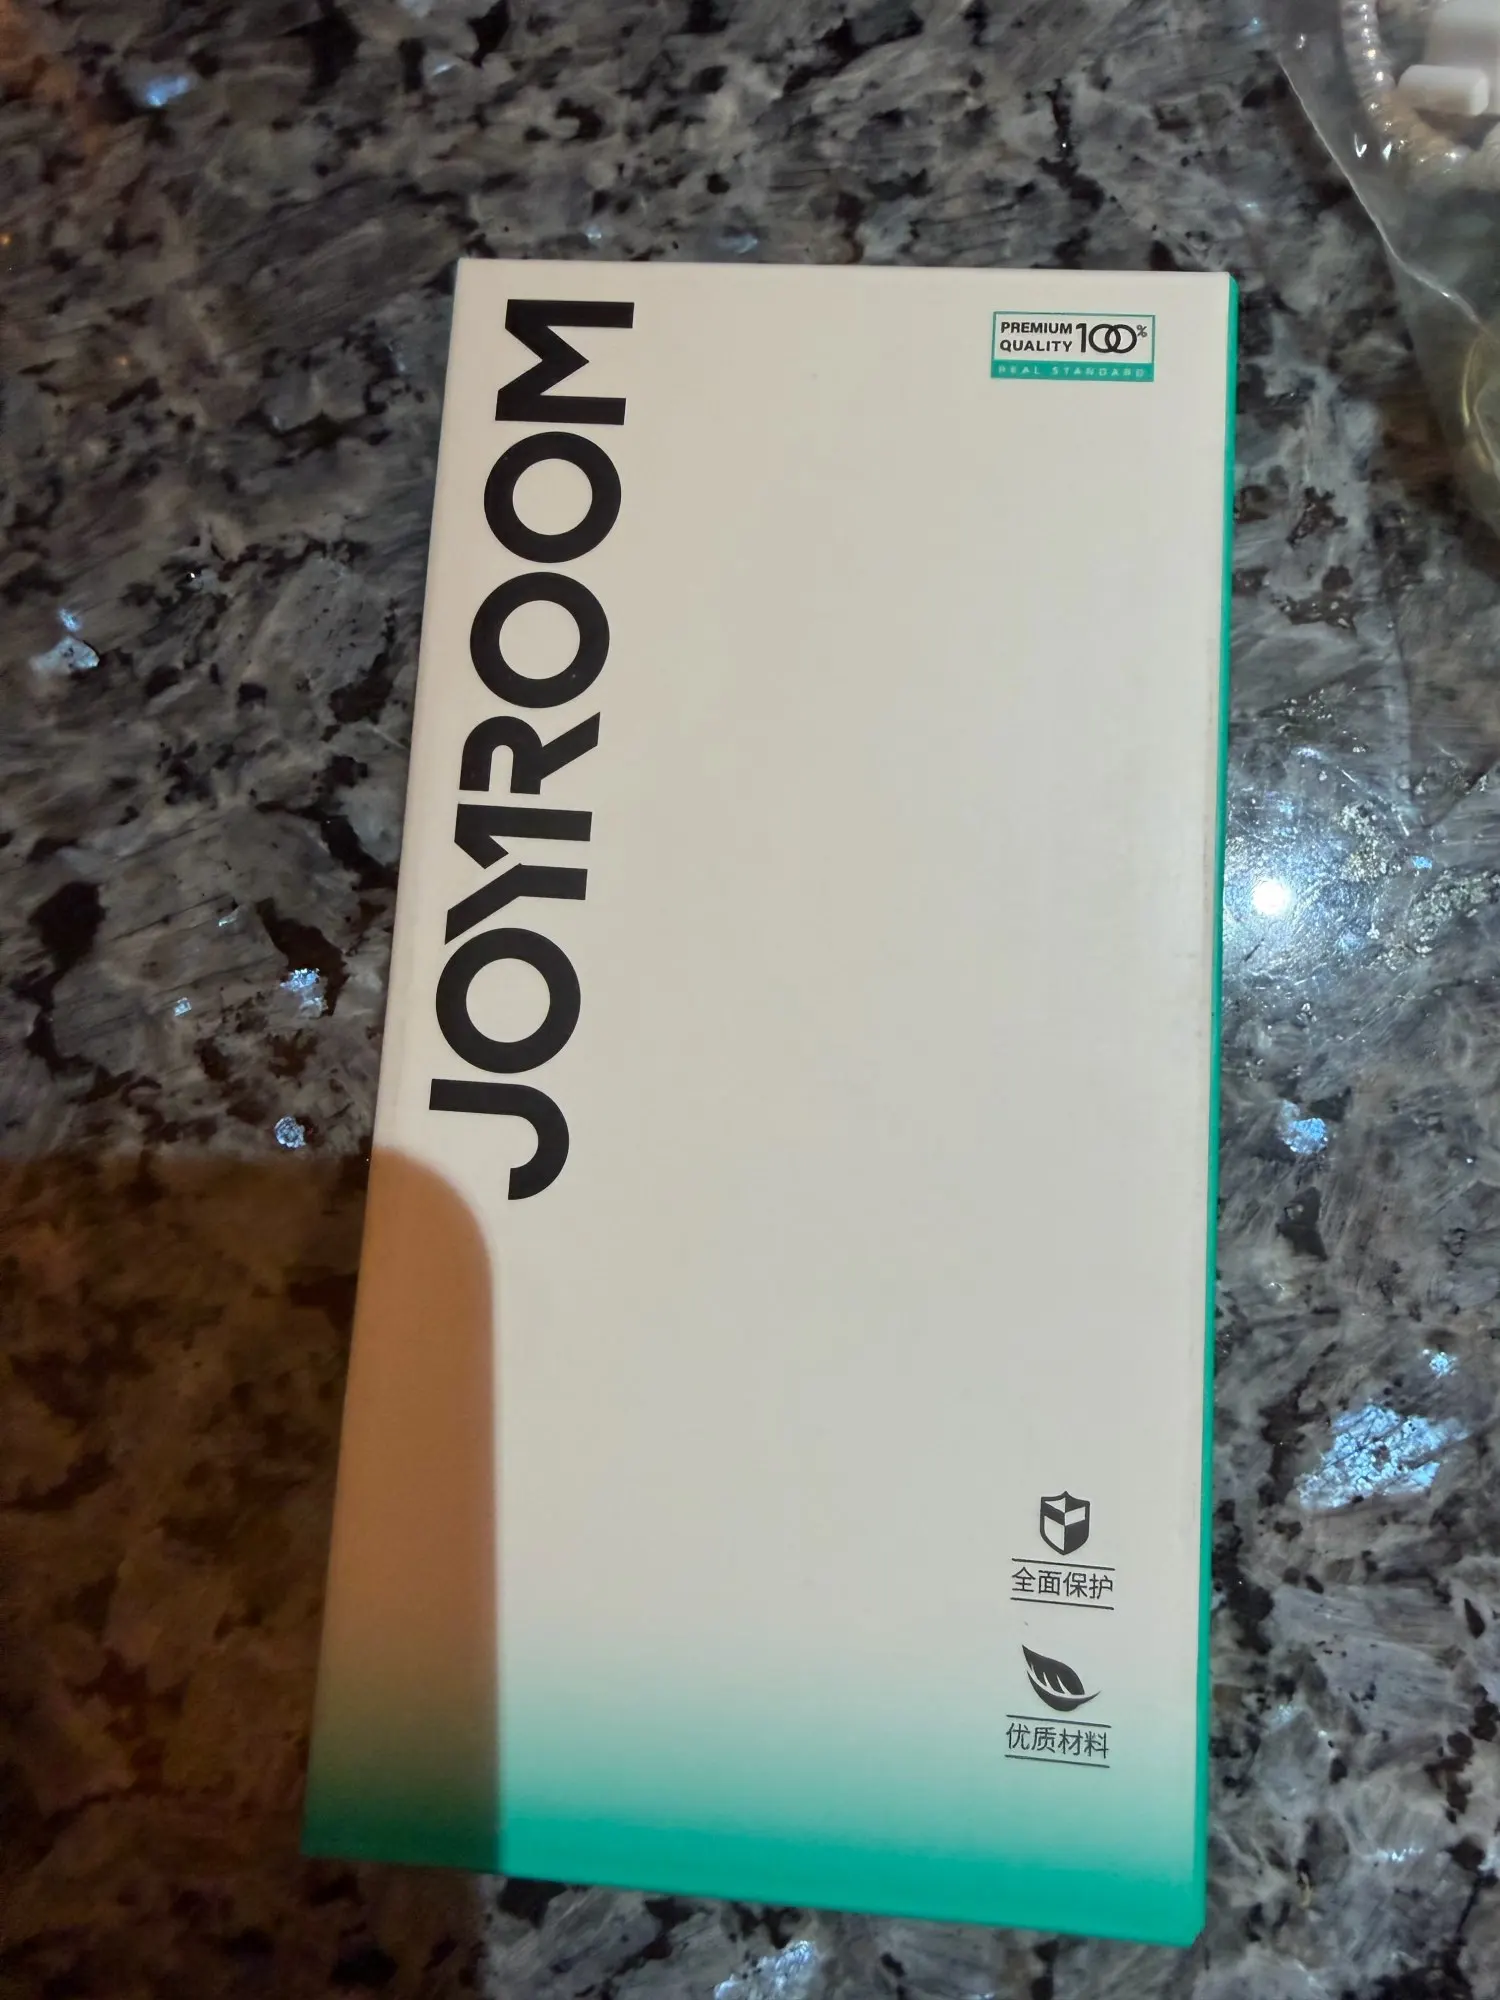 JOYROOM
PREMIUM
QUALITY 100%
REAL STANDARD
全面保护
优质材料